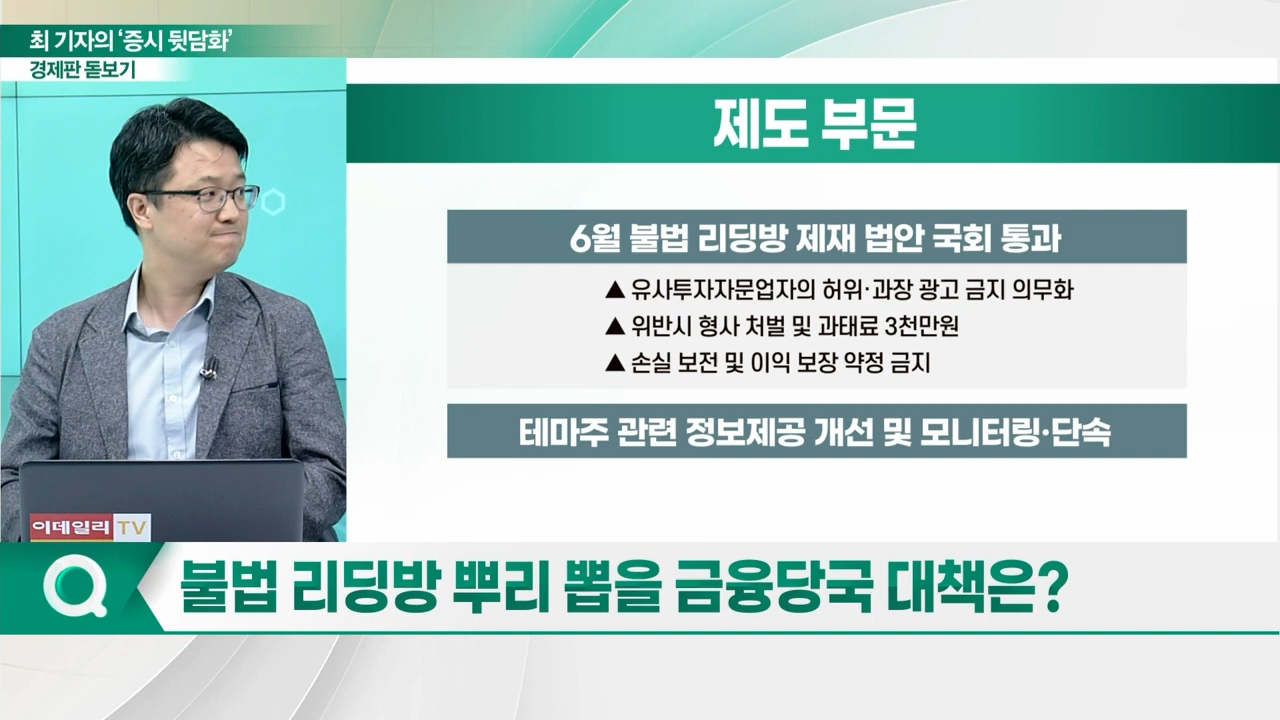 최 기자의 ‘증시 뒷담화’
경제판 돋보기
제도 부문
6월 불법 리딩방 제재 법안 국회 통과
▲ 유사투자자문업자의 허위·과장 광고 금지 의무화
▲ 위반시 형사 처벌 및 과태료 3천만원
▲ 손실 보전 및 이익 보장 약정 금지
테마주 관련 정보제공 개선 및 모니터링·단속
이데일리 TV
불법 리딩방 뿌리 뽑을 금융당국 대책은?